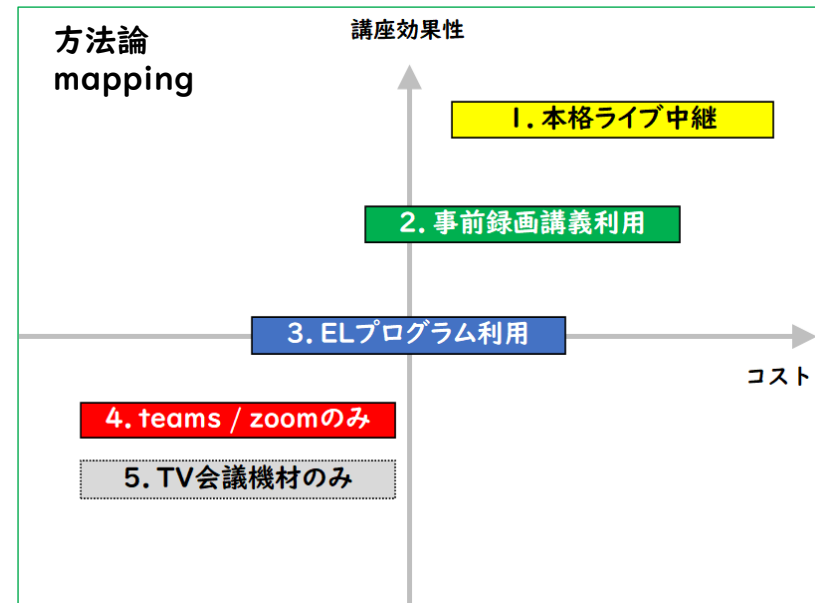 方法論
mapping
講座効果性
1. 本格ライブ中継
2. 事前録画講義利用
3. ELプログラム利用
コスト
4. teams / zoomのみ
5. TV会議機材のみ